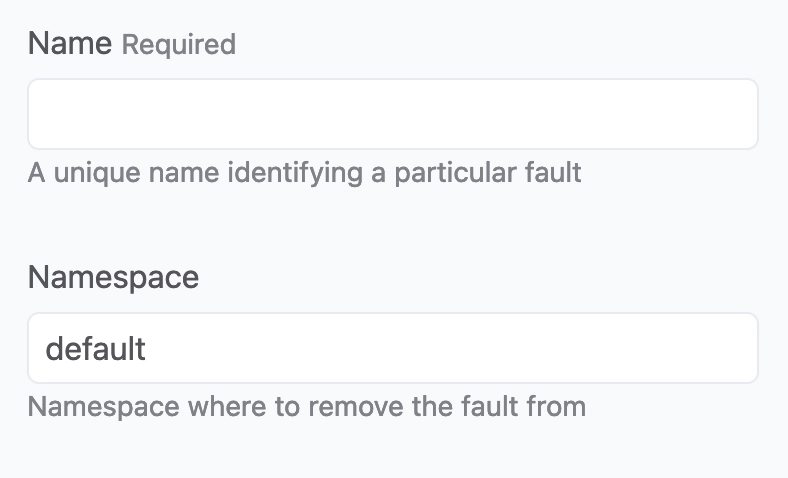 Name Required
A unique name identifying a particular fault
Namespace
default
Namespace where to remove the fault from